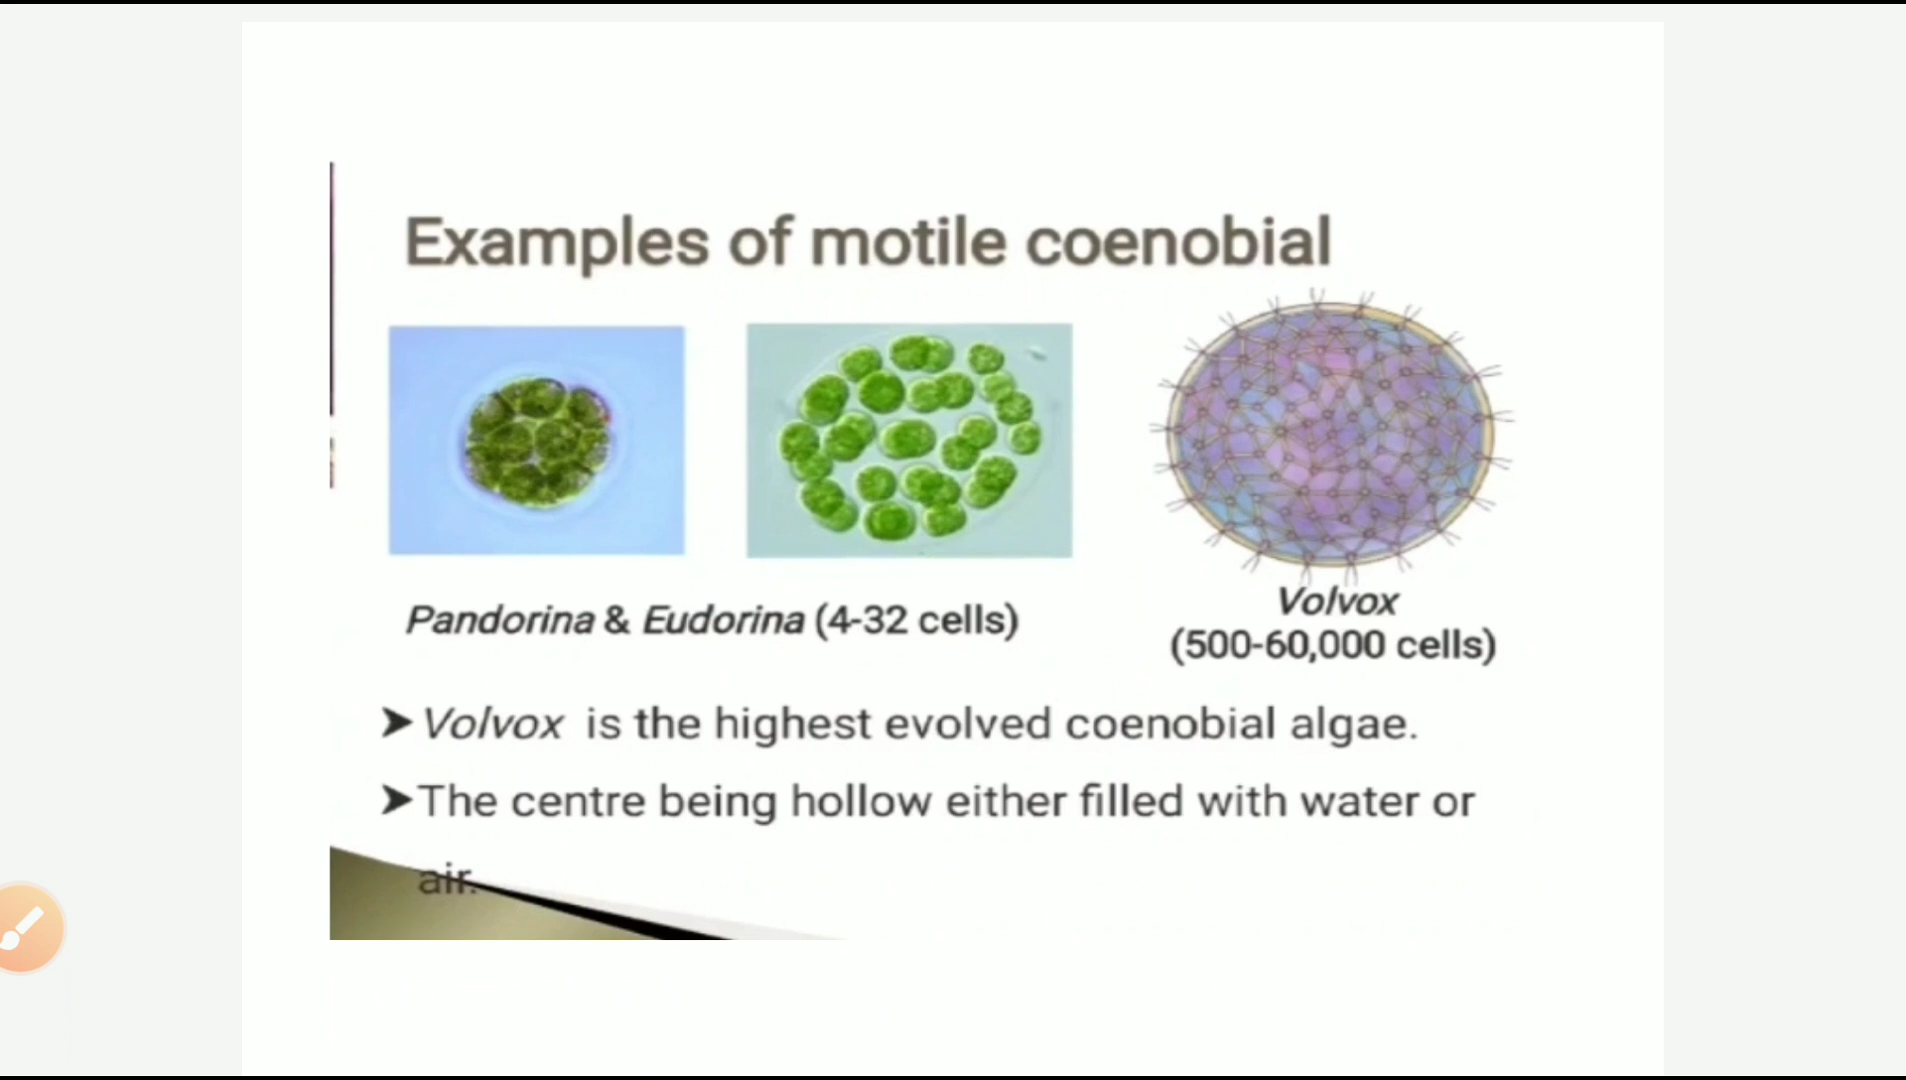 Examples of motile coenobial
Pandorina & Eudorina (4-32 cells)
Volvox
(500-60,000 cells)
➤Volvox is the highest evolved coenobial algae.
➤The centre being hollow either filled with water or
air.